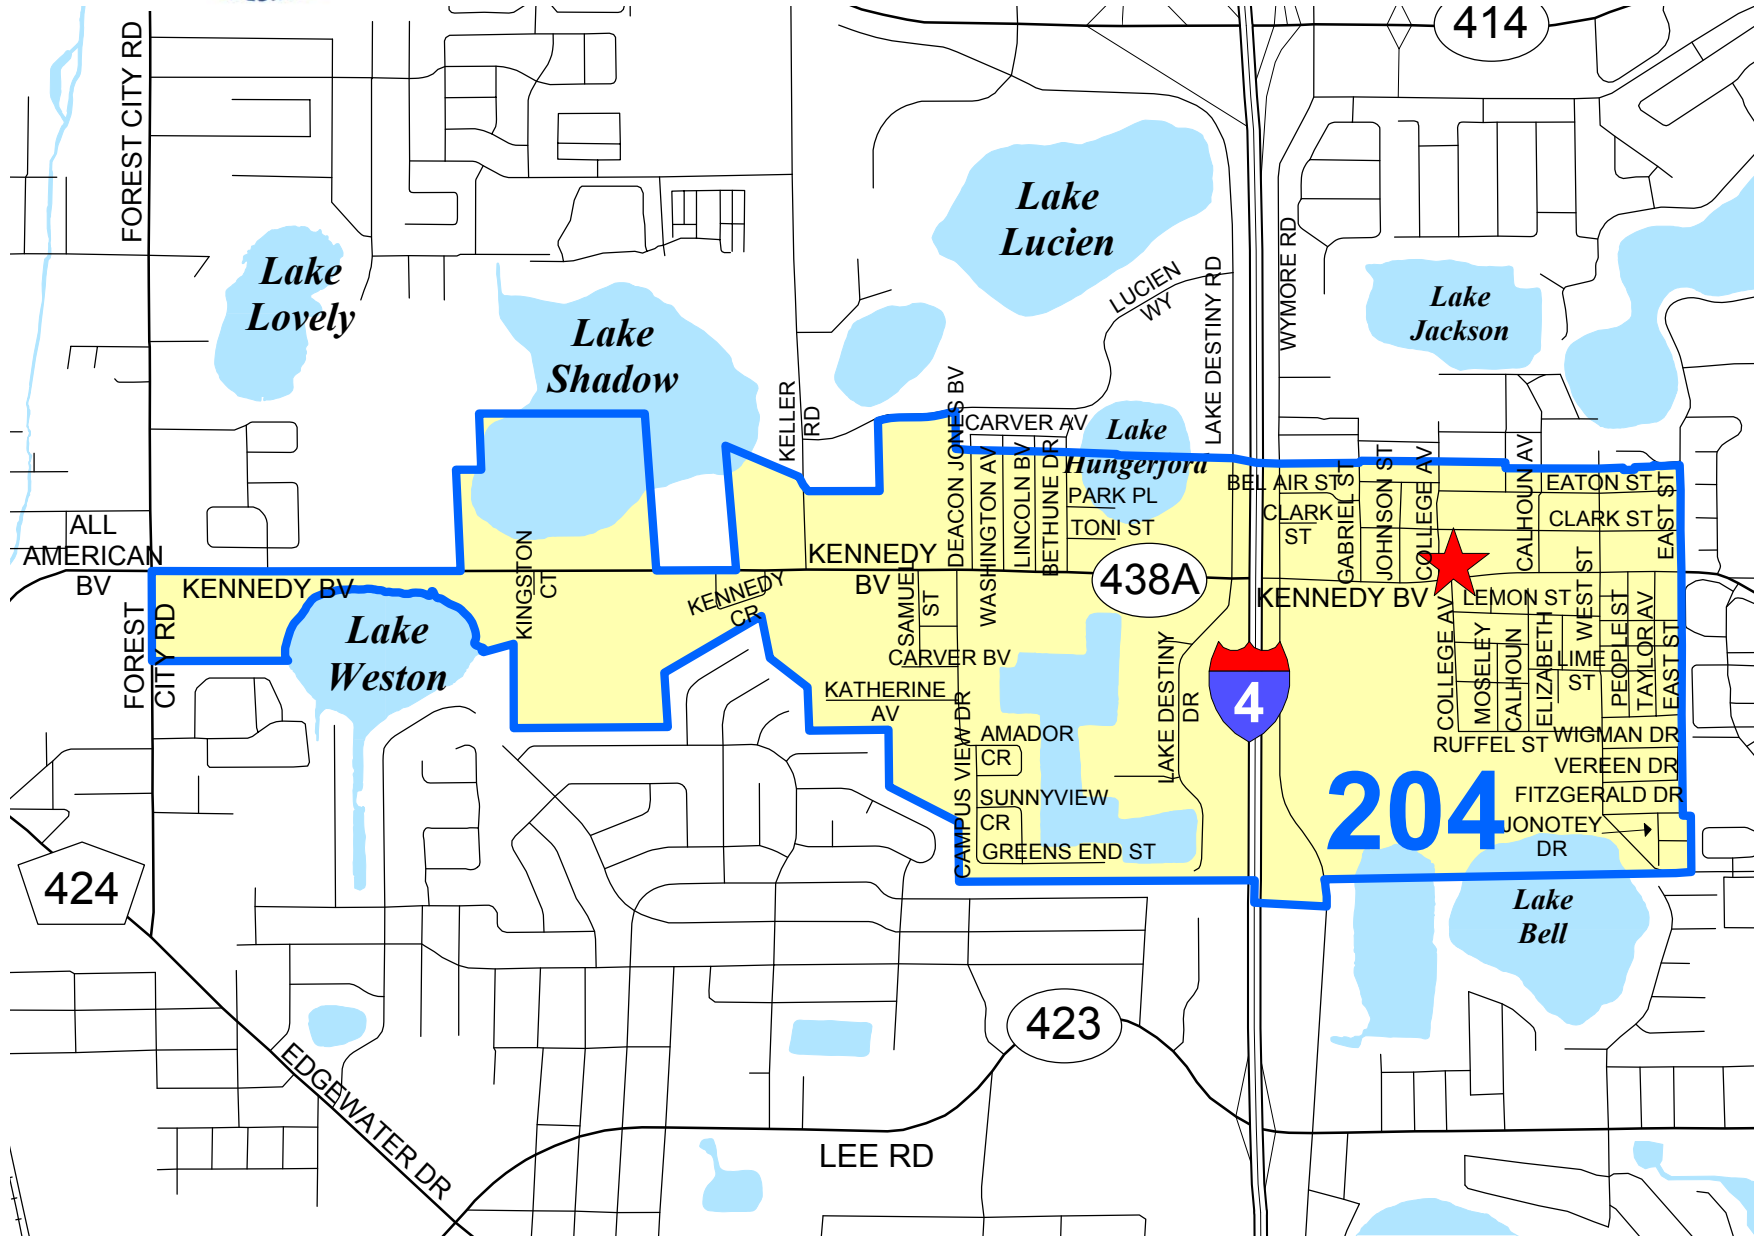 414
FOREST CITY RD
Lake
Lucien
Lake
Lovely
LUCIEN
WY
LAKE DESTINY RD
WYMORE RD
Lake
Jackson
Lake
Shadow
KELLER
RD
DEACON JONES BV
CARVER AV
Lake
Hungerford
WASHINGTON AV
LINCOLN BV
BETHUNE DR
PARK PL
TONI ST
BEL AIR ST
CLARK
ST
GABRIEL ST
JOHNSON ST
COLLEGE AV
CALHOUN AV
EATON ST
CLARK ST
EAST ST
ALL
AMERICAN
BV
KENNEDY BV
KINGSTON
CT
KENNEDY
CR
KENNEDY
BV
438A
KENNEDY BV
SAMUEL
ST
FOREST
CITY RD
Lake
Weston
CARVER BV
KATHERINE
AV
CAMPUS VIEW DR
AMADOR
CR
SUNNYVIEW
CR
GREENS END ST
LAKE DESTINY
DR
4
COLLEGE AV
LEMON ST
MOSELEY
CALHOUN
ELIZABETH
WEST ST
LIME
ST
PEOPLE ST
TAYLOR AV
EAST ST
RUFFEL ST
WIGMAN DR
VEREEN DR
FITZGERALD DR
JONOTEY
DR
204
424
Lake
Bell
423
EDGEWATER DR
LEE RD